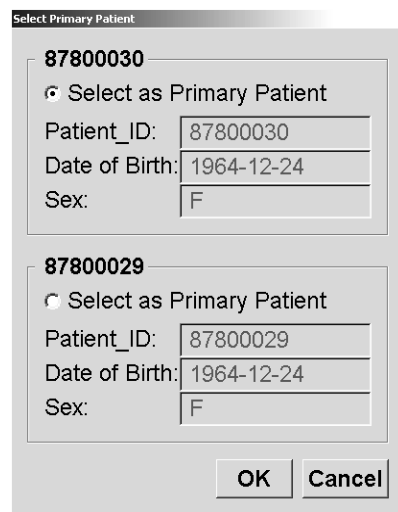 Select Primary Patient
87800030
Select as Primary Patient
Patient_ID: 87800030
Date of Birth: 1964-12-24
Sex: F
87800029
Select as Primary Patient
Patient_ID: 87800029
Date of Birth: 1964-12-24
Sex: F
OK Cancel